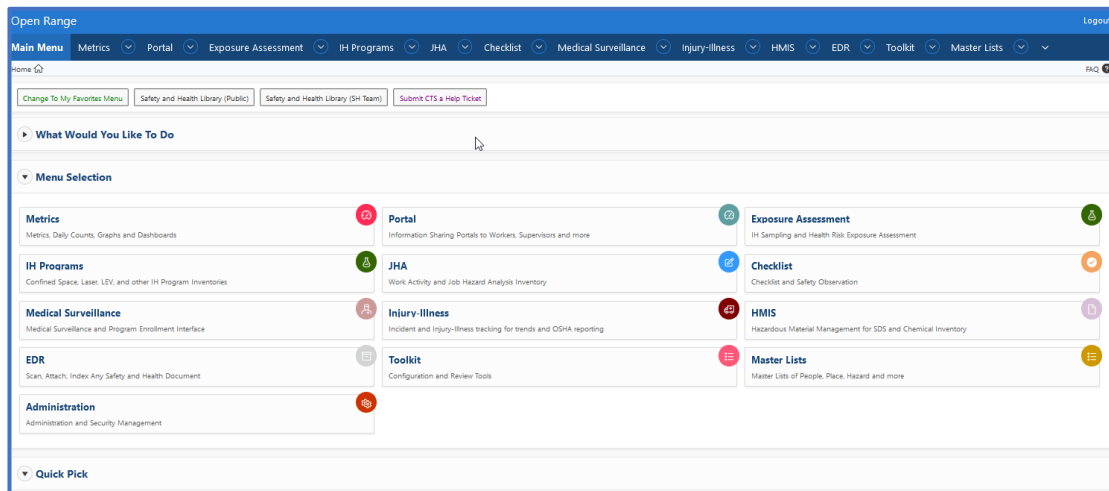 Open Range
Logout
Main Menu Metrics Portal Exposure Assessment IH Programs JHA Checklist Medical Surveillance Injury-Illness HMIS EDR Toolkit Master Lists
Home
FAQ ?
Change To My Favorites Menu Safety and Health Library (Public) Safety and Health Library (SH Team) Submit CTS a Help Ticket
What Would You Like To Do
Menu Selection
Metrics
Metrics, Daily Counts, Graphs and Dashboards
Portal
Information Sharing Portals to Workers, Supervisors and more
Exposure Assessment
IH Sampling and Health Risk Exposure Assessment
IH Programs
Confined Space, Laser, LEV, and other IH Program Inventories
JHA
Work Activity and Job Hazard Analysis Inventory
Checklist
Checklist and Safety Observation
Medical Surveillance
Medical Surveillance and Program Enrollment Interface
Injury-Illness
Incident and Injury-Illness tracking for trends and OSHA reporting
HMIS
Hazardous Material Management for SDS and Chemical Inventory
EDR
Scan, Attach, Index Any Safety and Health Document
Toolkit
Configuration and Review Tools
Master Lists
Master Lists of People, Place, Hazard and more
Administration
Administration and Security Management
Quick Pick